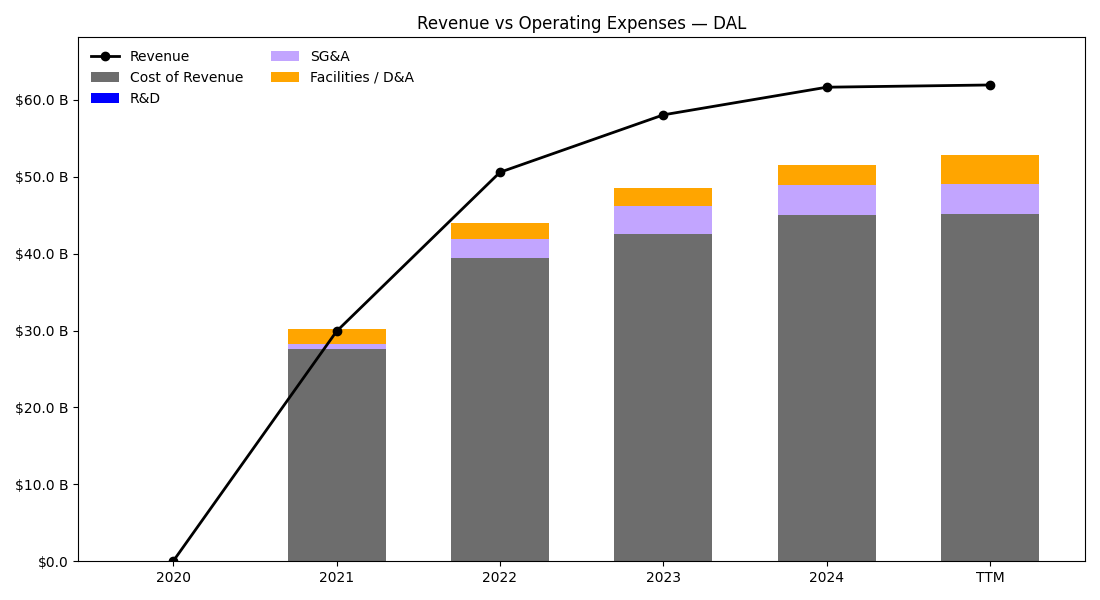 Revenue vs Operating Expenses — DAL
Revenue
Cost of Revenue
R&D
SG&A
Facilities / D&A
$60.0 B
$50.0 B
$40.0 B
$30.0 B
$20.0 B
$10.0 B
$0.0
2020 2021 2022 2023 2024 TTM